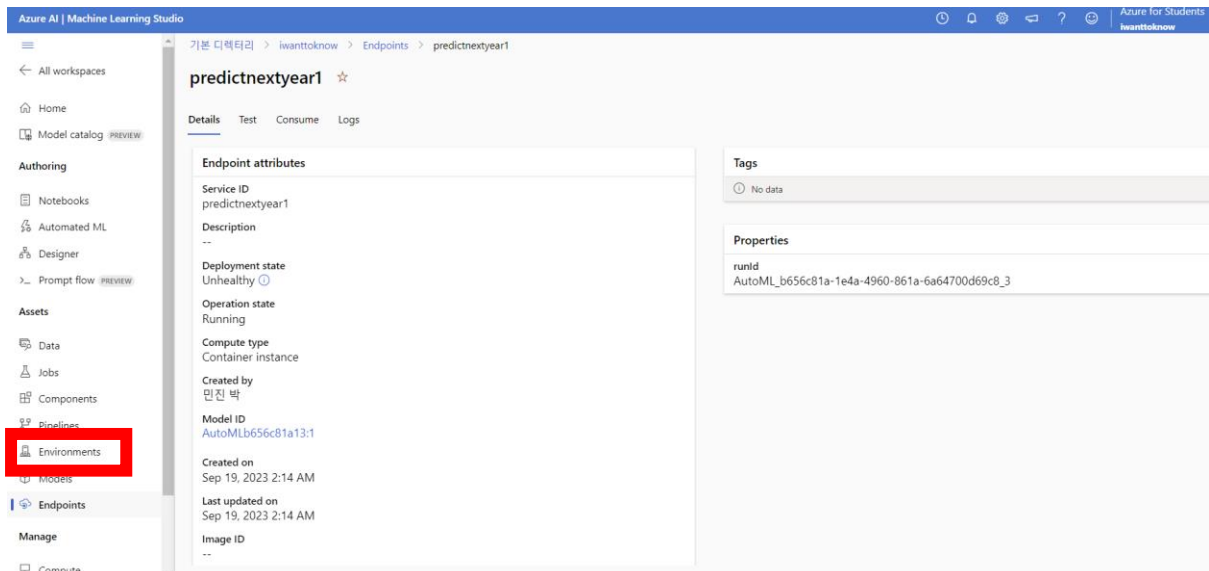 Azure AI | Machine Learning Studio
Azure for Students
iwanttoknow
All workspaces
Home
Model catalog PREVIEW
Authoring
Notebooks
Automated ML
Designer
Prompt flow PREVIEW
Assets
Data
Jobs
Components
Pipelines
Environments
Models
Endpoints
Manage
Compute
기본 디렉터리 > iwanttoknow > Endpoints > predictnextyear1
predictnextyear1
Details Test Consume Logs
Endpoint attributes
Service ID
predictnextyear1
Description
--
Deployment state
Unhealthy
Operation state
Running
Compute type
Container instance
Created by
민진 박
Model ID
AutoMLb656c81a13:1
Created on
Sep 19, 2023 2:14 AM
Last updated on
Sep 19, 2023 2:14 AM
Image ID
--
Tags
No data
Properties
runId
AutoML_b656c81a-1e4a-4960-861a-6a64700d69c8_3